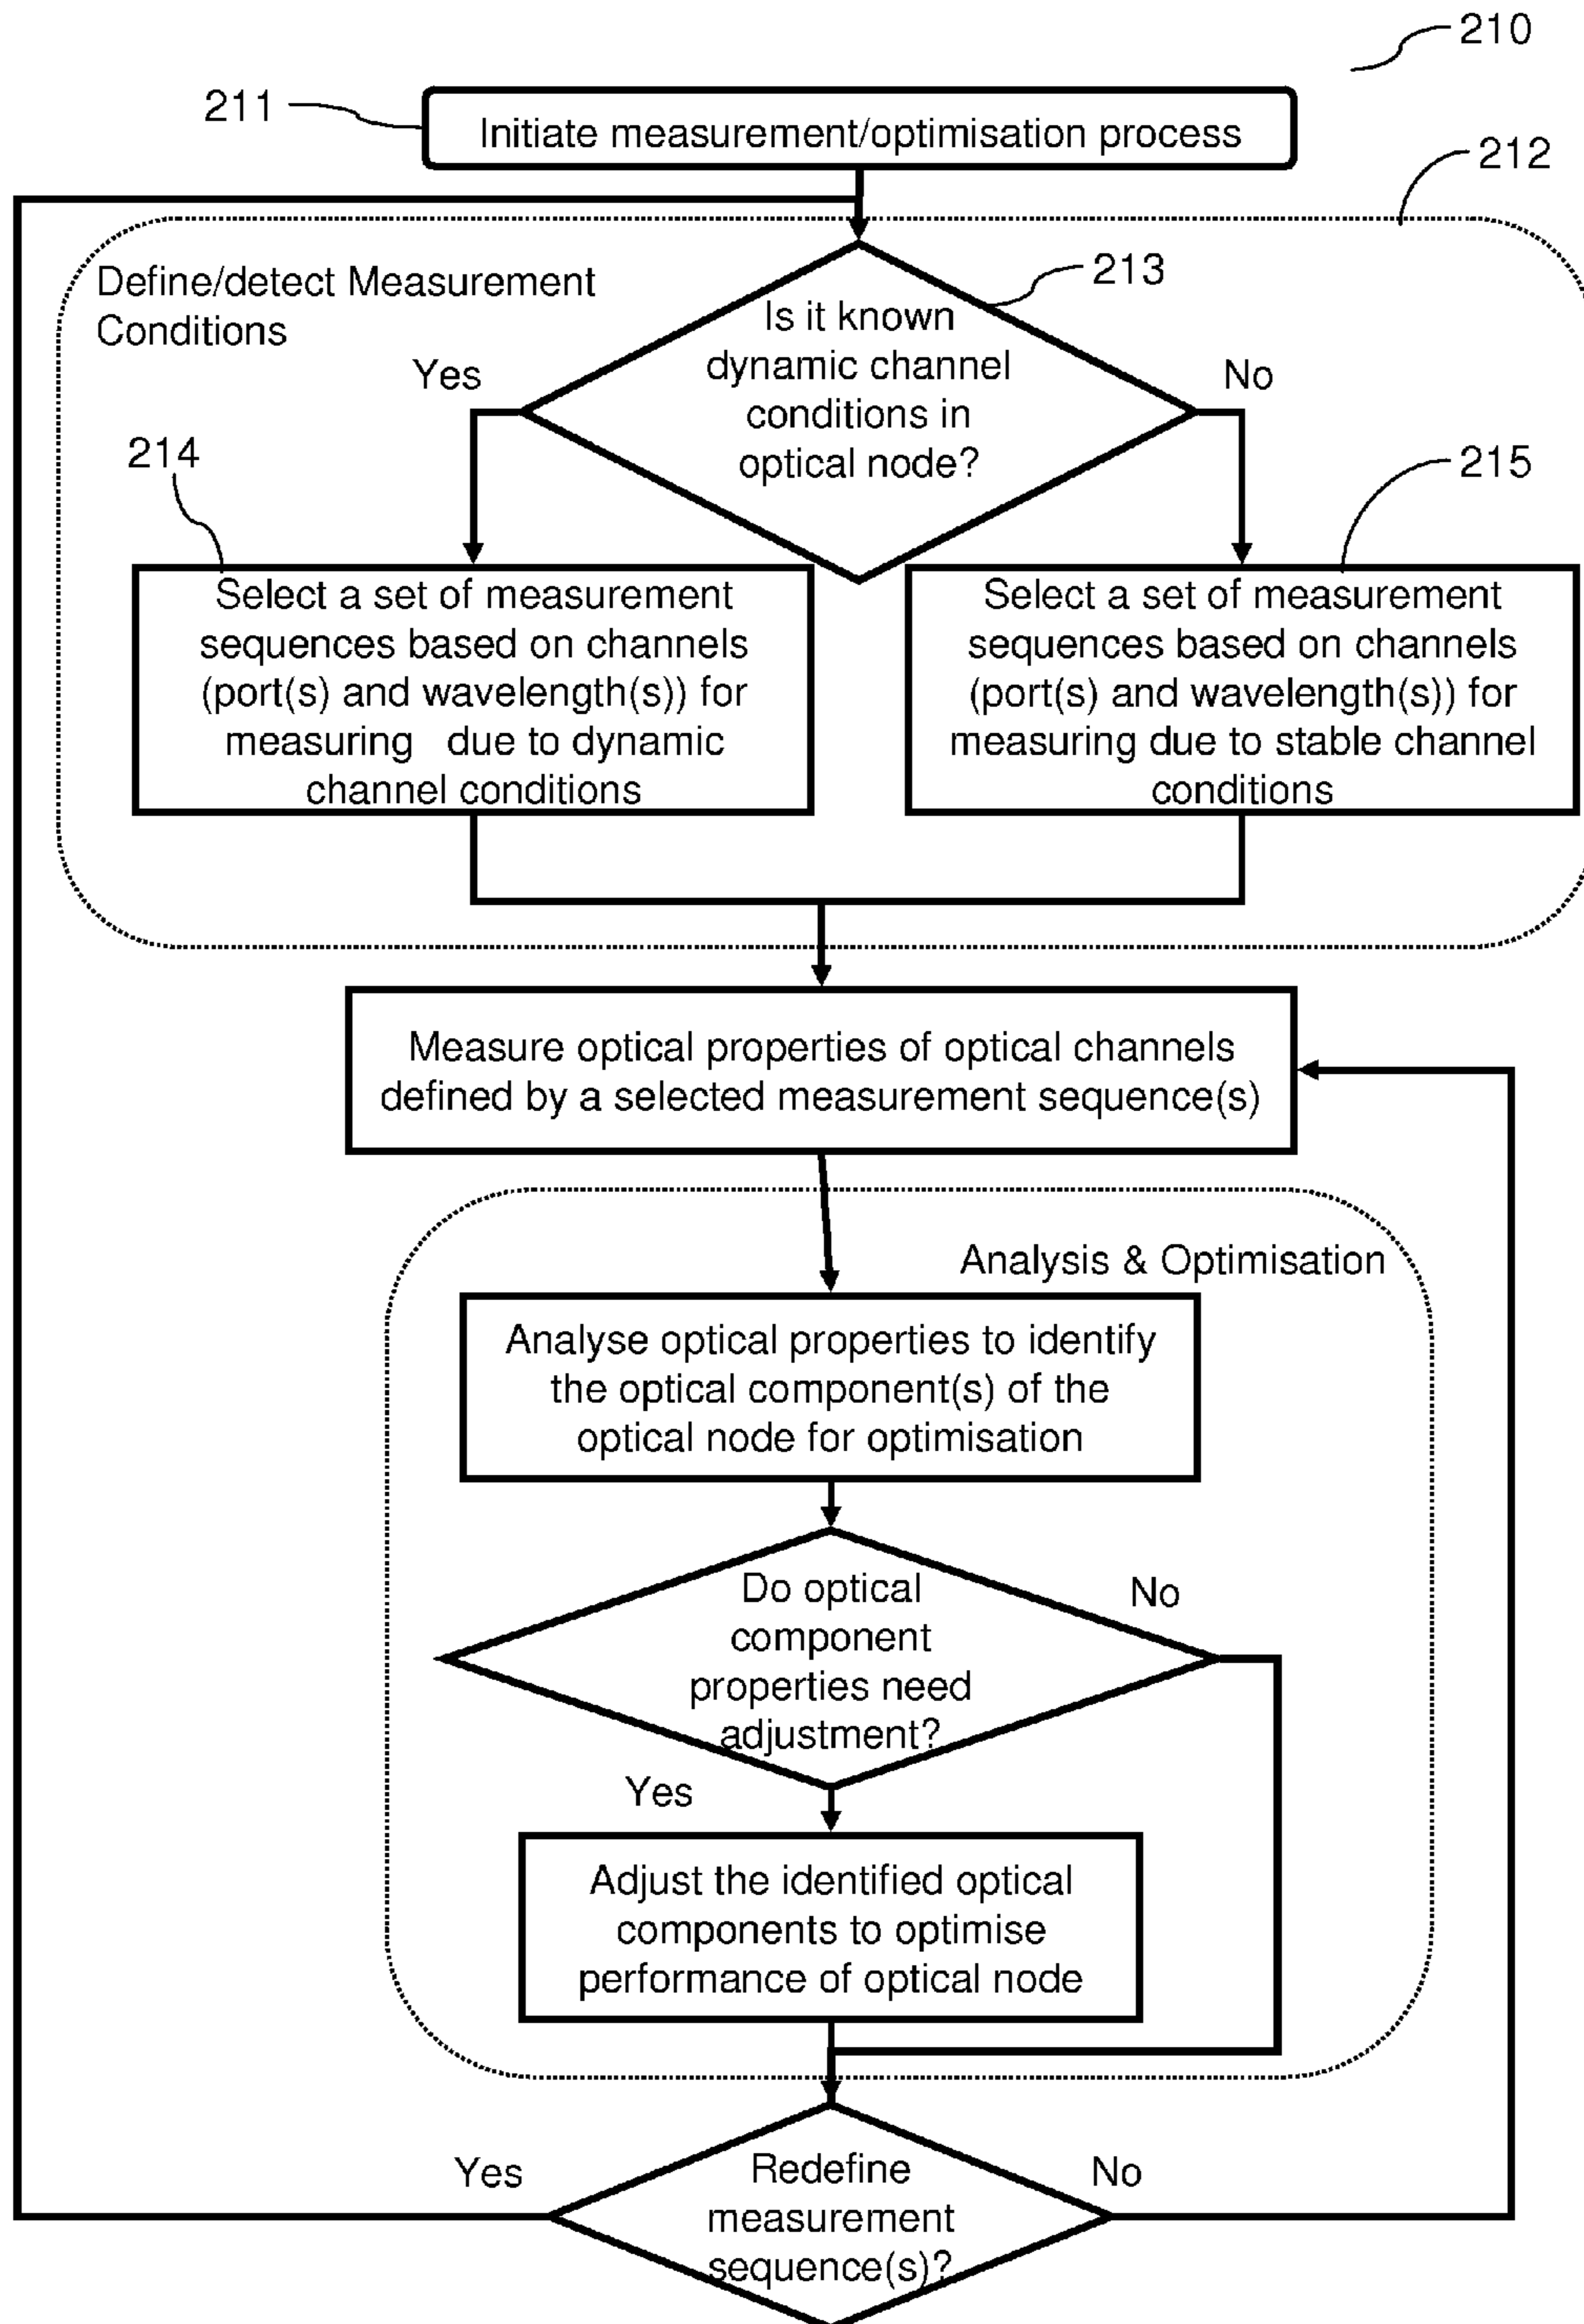 210
211
Initiate measurement/optimisation process
212
Define/detect Measurement
Conditions
213
Is it known
dynamic channel
conditions in
optical node?
Yes
No
214
215
Select a set of measurement
sequences based on channels
(port(s) and wavelength(s)) for
measuring due to dynamic
channel conditions
Select a set of measurement
sequences based on channels
(port(s) and wavelength(s)) for
measuring due to stable channel
conditions
Measure optical properties of optical channels
defined by a selected measurement sequence(s)
Analysis & Optimisation
Analyse optical properties to identify
the optical component(s) of the
optical node for optimisation
Do optical
component
properties need
adjustment?
No
Yes
Adjust the identified optical
components to optimise
performance of optical node
Yes
Redefine
measurement
sequence(s)?
No